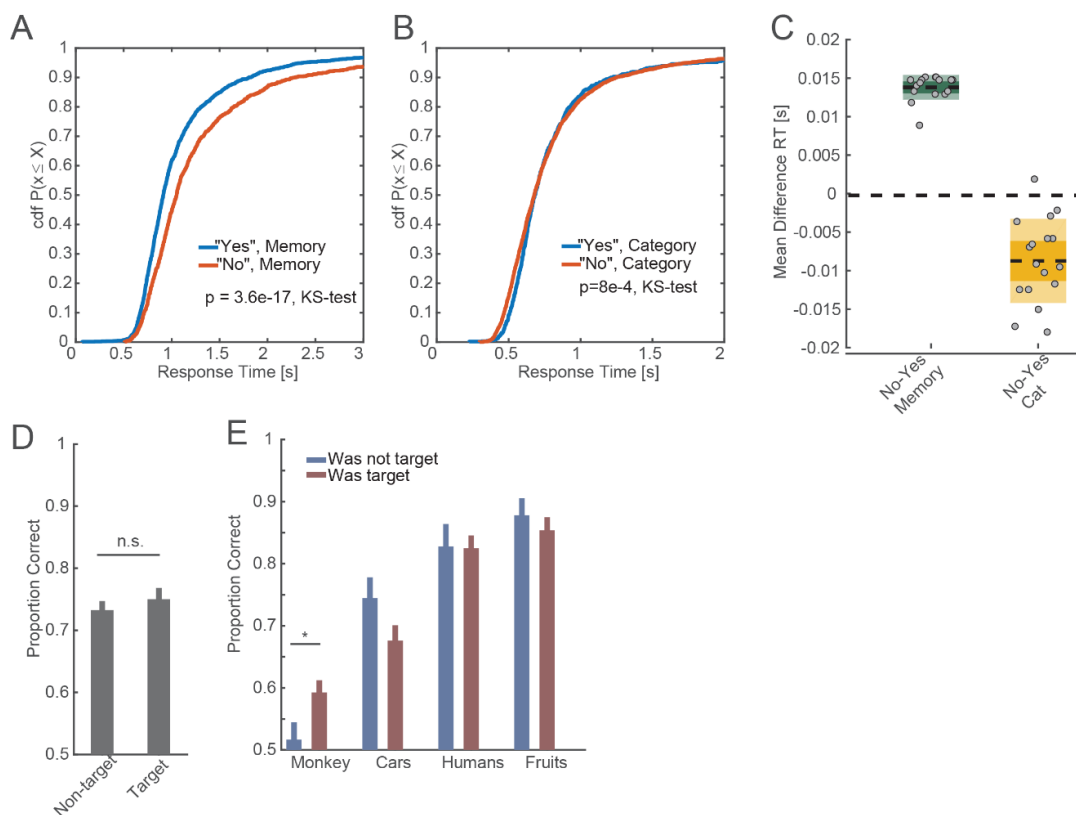 A
1
0.9
0.8
0.7
0.6
0.5
0.4
0.3
0.2
0.1
0
cdf P(x≤ X)
"Yes", Memory
"No", Memory
p = 3.6e-17, KS-test
0 0.5 1 1.5 2 2.5 3
Response Time [s]
B
1
0.9
0.8
0.7
0.6
0.5
0.4
0.3
0.2
0.1
0
cdf P(x≤ X)
"Yes", Category
"No", Category
p=8e-4, KS-test
0 0.5 1 1.5 2
Response Time [s]
C
0.02
0.015
0.01
0.005
0
-0.005
-0.01
-0.015
-0.02
Mean Difference RT [s]
No-Yes
Memory
No-Yes
Cat
D
1
0.9
0.8
0.7
0.6
0.5
Proportion Correct
n.s.
Non-target
Target
E
1
0.9
0.8
0.7
0.6
0.5
Proportion Correct
Was not target
Was target
*
Monkey Cars Humans Fruits